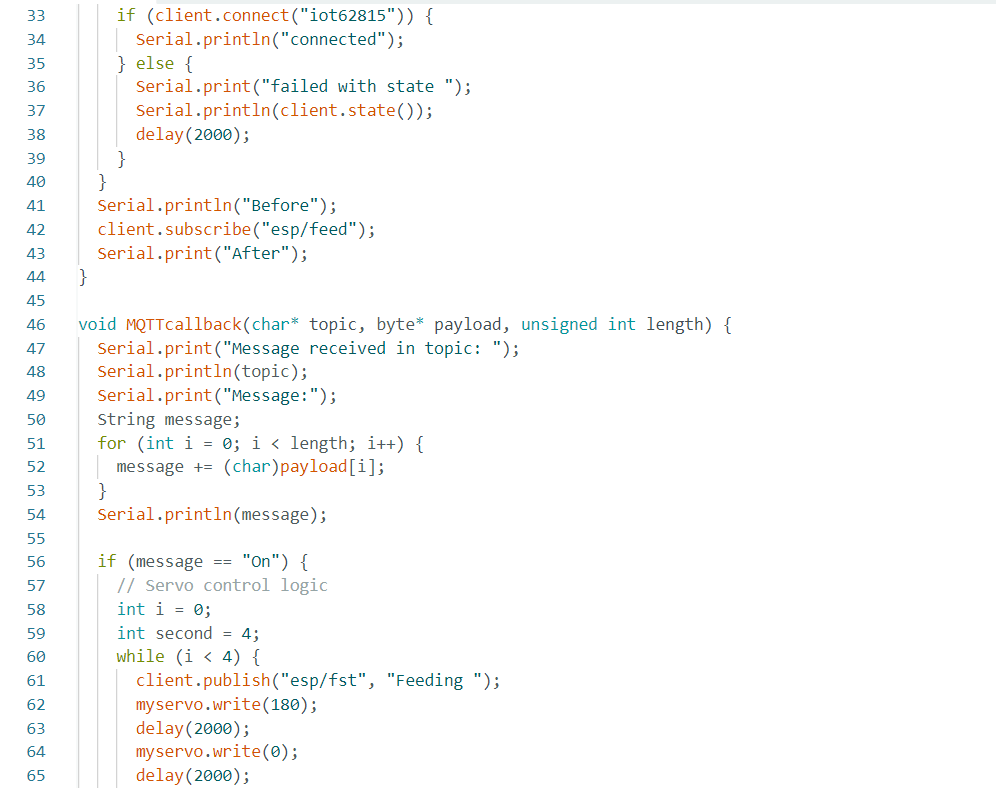 33 if (client.connect("iot62815")) {
34 Serial.println("connected");
35 } else {
36 Serial.print("failed with state ");
37 Serial.println(client.state());
38 delay(2000);
39 }
40 }
41 Serial.println("Before");
42 client.subscribe("esp/feed");
43 Serial.print("After");
44 }
45
46 void MQTTcallback(char* topic, byte* payload, unsigned int length) {
47 Serial.print("Message received in topic: ");
48 Serial.println(topic);
49 Serial.print("Message:");
50 String message;
51 for (int i = 0; i < length; i++) {
52 message += (char)payload[i];
53 }
54 Serial.println(message);
55
56 if (message == "On") {
57 // Servo control logic
58 int i = 0;
59 int second = 4;
60 while (i < 4) {
61 client.publish("esp/fst", "Feeding ");
62 myservo.write(180);
63 delay(2000);
64 myservo.write(0);
65 delay(2000);